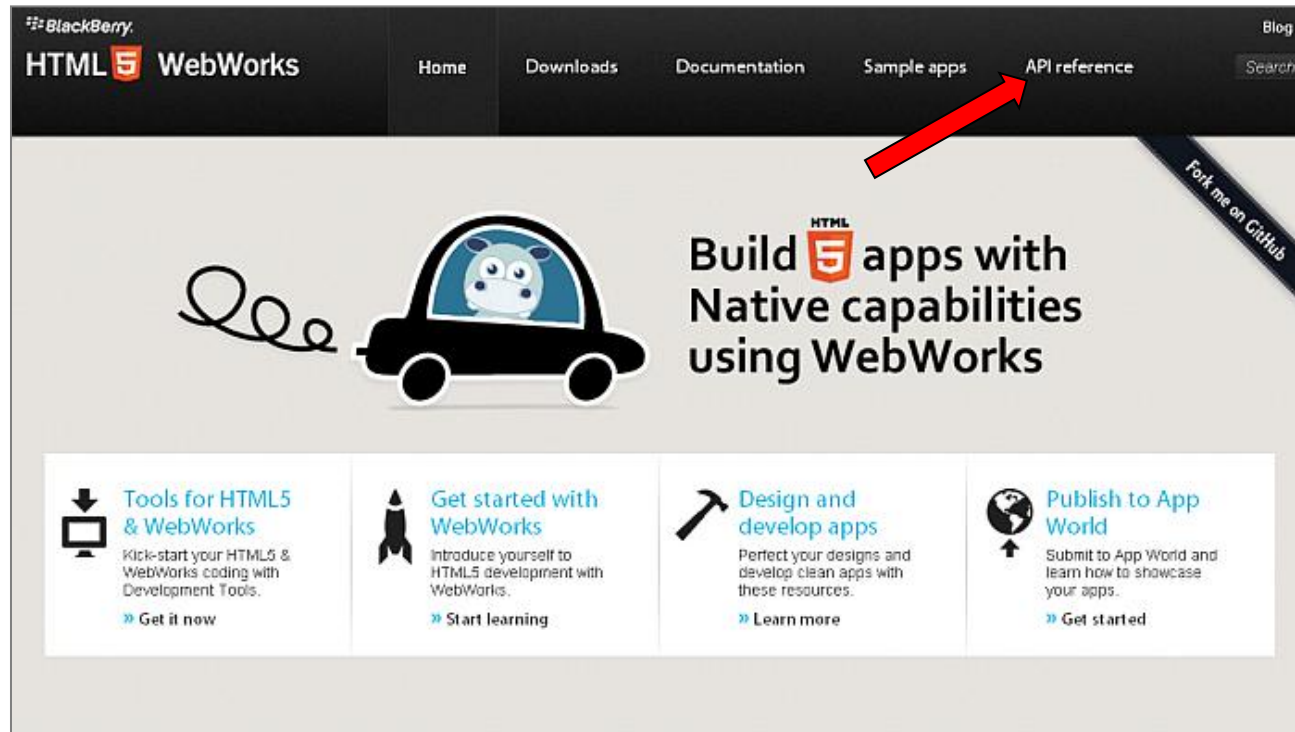 BlackBerry.
Blog
HTML 5 WebWorks
Home
Downloads
Documentation
Sample apps
API reference
Search
Fork me on GitHub
HTML
Build 5 apps with
Native capabilities
using WebWorks
Tools for HTML5
& WebWorks
Kick-start your HTML5 &
WebWorks coding with
Development Tools.
» Get it now
Get started with
WebWorks
Introduce yourself to
HTML5 development with
WebWorks.
» Start learning
Design and
develop apps
Perfect your designs and
develop clean apps with
these resources.
» Learn more
Publish to App
World
Submit to App World and
learn how to showcase
your apps.
» Get started